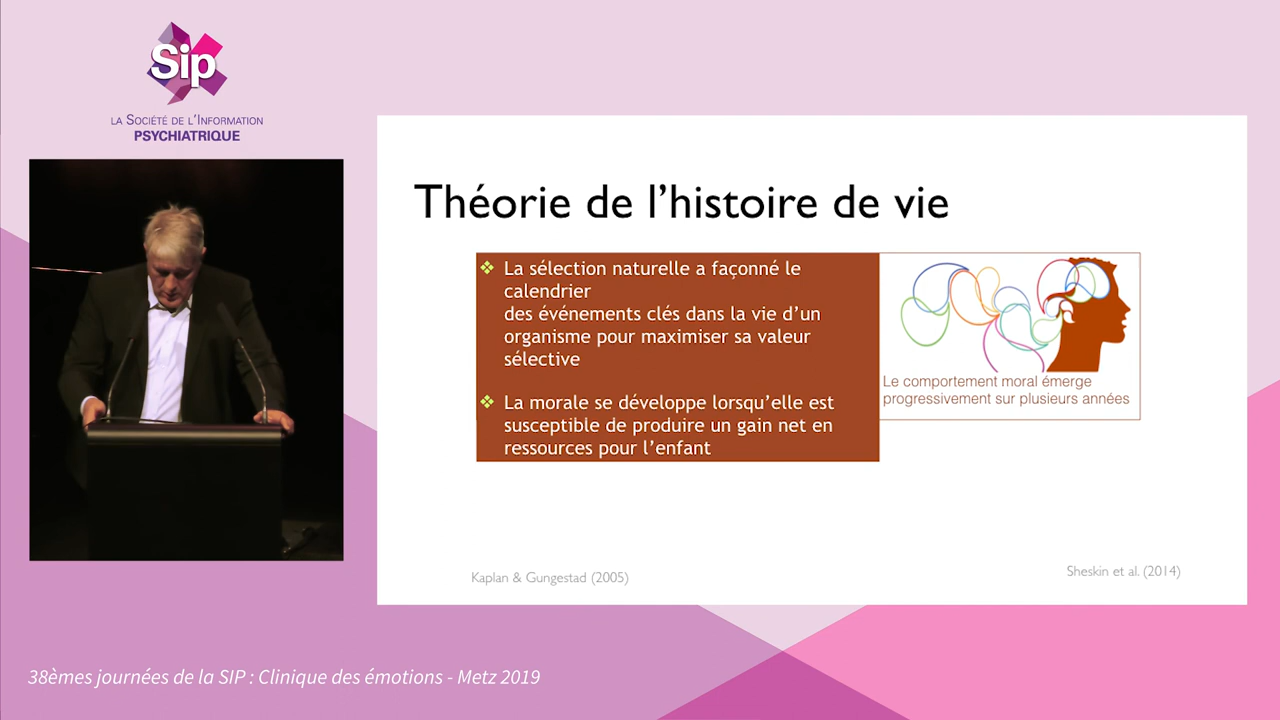 Sip
LA SOCIÉTÉ DE L'INFORMATION
PSYCHIATRIQUE
Théorie de l’histoire de vie
❖ La sélection naturelle a façonné le
calendrier
des événements clés dans la vie d’un
organisme pour maximiser sa valeur
sélective
❖ La morale se développe lorsqu’elle est
susceptible de produire un gain net en
ressources pour l’enfant
Le comportement moral émerge
progressivement sur plusieurs années
Kaplan & Gungestad (2005)
Sheskin et al. (2014)
38èmes journées de la SIP : Clinique des émotions - Metz 2019